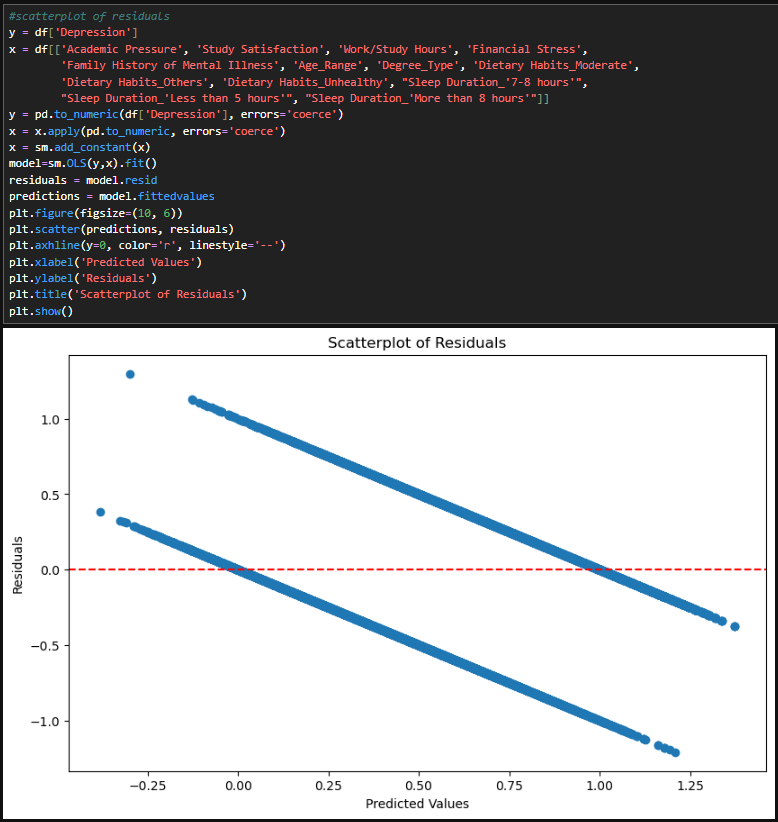 #scatterplot of residuals
y = df['Depression']
x = df[['Academic Pressure', 'Study Satisfaction', 'Work/Study Hours', 'Financial Stress',
'Family History of Mental Illness', 'Age_Range', 'Degree_Type', 'Dietary Habits_Moderate',
'Dietary Habits_Others', 'Dietary Habits_Unhealthy', "Sleep Duration_'7-8 hours'",
"Sleep Duration_'Less than 5 hours'", "Sleep Duration_'More than 8 hours'"]]
y = pd.to_numeric(df['Depression'], errors='coerce')
x = x.apply(pd.to_numeric, errors='coerce')
x = sm.add_constant(x)
model=sm.OLS(y,x).fit()
residuals = model.resid
predictions = model.fittedvalues
plt.figure(figsize=(10, 6))
plt.scatter(predictions, residuals)
plt.axhline(y=0, color='r', linestyle='--')
plt.xlabel('Predicted Values')
plt.ylabel('Residuals')
plt.title('Scatterplot of Residuals')
plt.show()
Scatterplot of Residuals
1.0
0.5
0.0
−0.5
−1.0
Residuals
−0.25 0.00 0.25 0.50 0.75 1.00 1.25
Predicted Values